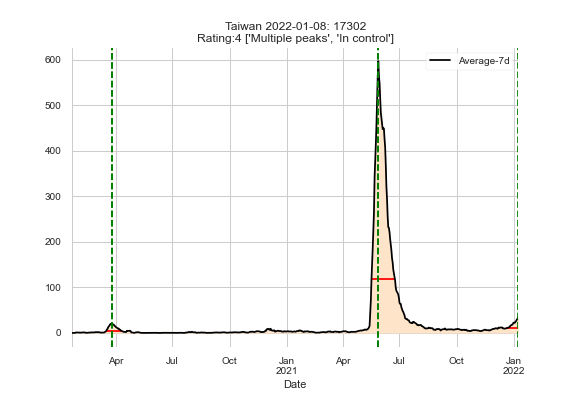 Taiwan 2022-01-08: 17302
Rating:4 ['Multiple peaks', 'In control']
Average-7d
600
500
400
300
200
100
0
Apr Jul Oct Jan Apr Jul Oct Jan
2021 2022
Date